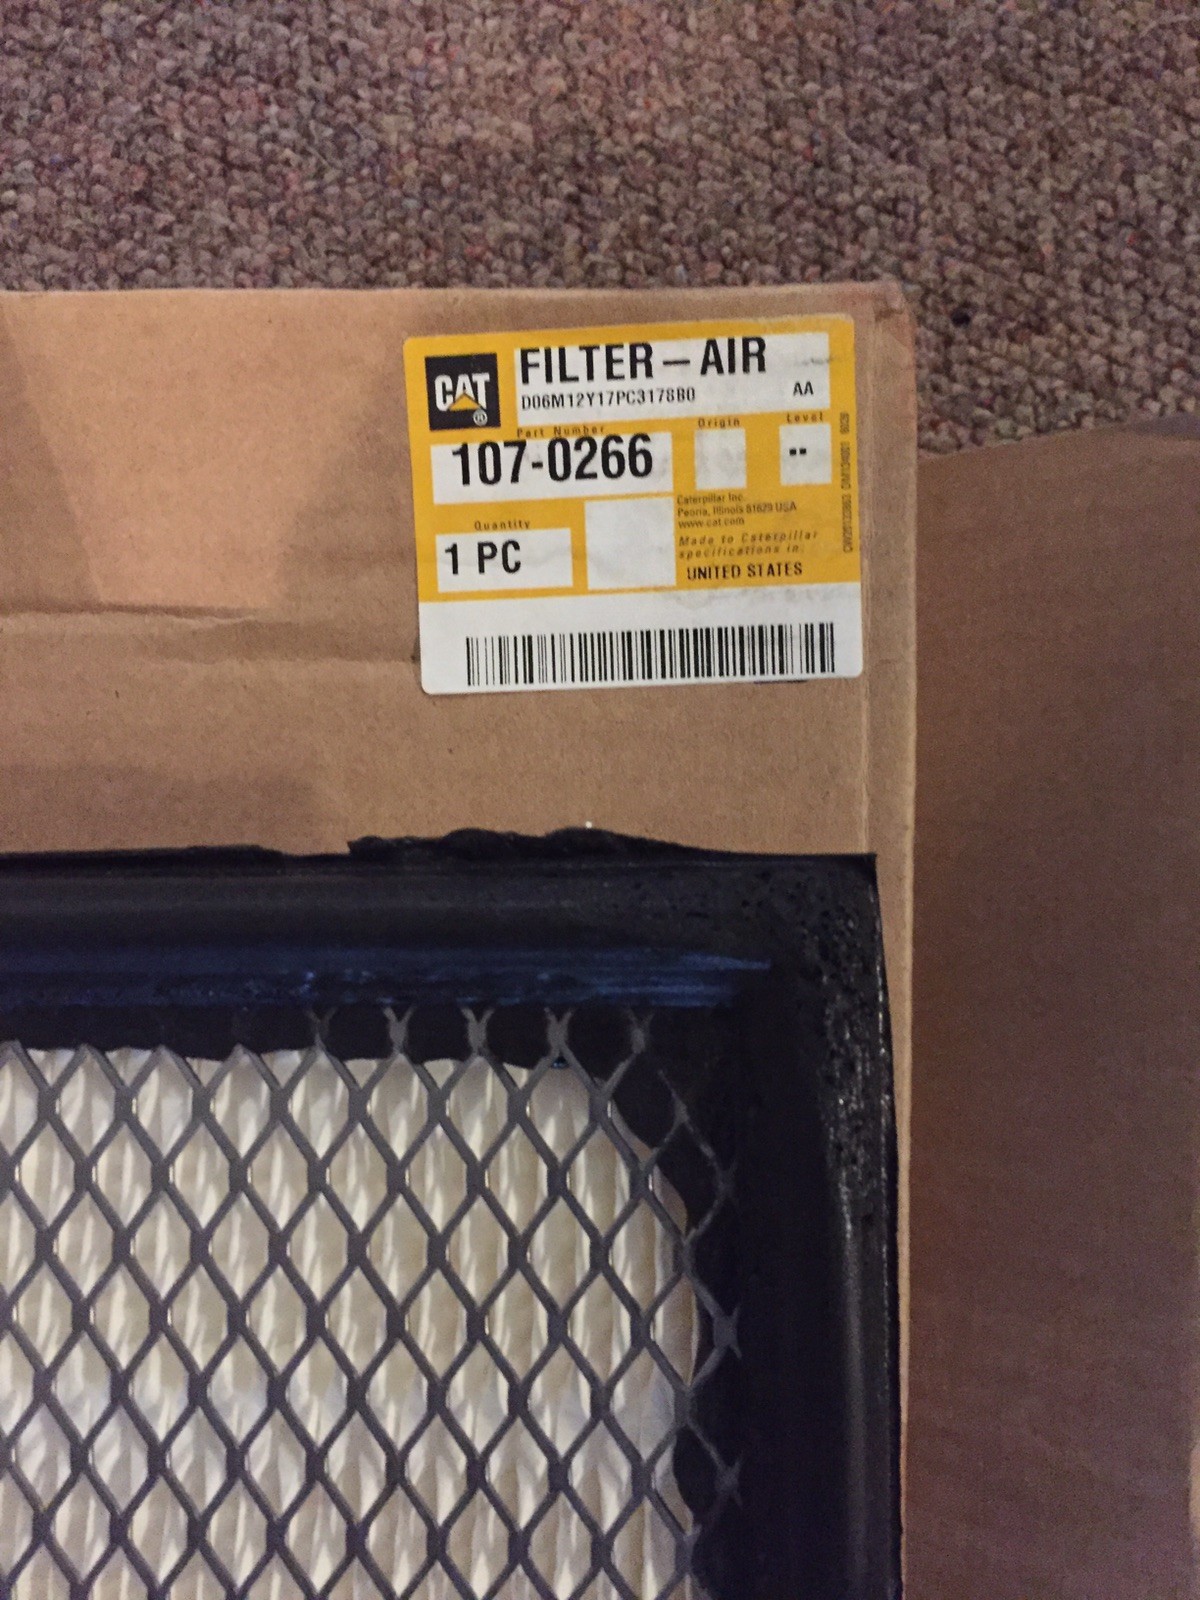 CAT®
FILTER – AIR
D06M12Y17PC3178B0 AA
Part Number Origin Level
107-0266 --
Caterpillar Inc.
Peoria, Illinois 61629 USA
www.cat.com
Quantity
Made to Caterpillar
specifications in:
1 PC
UNITED STATES